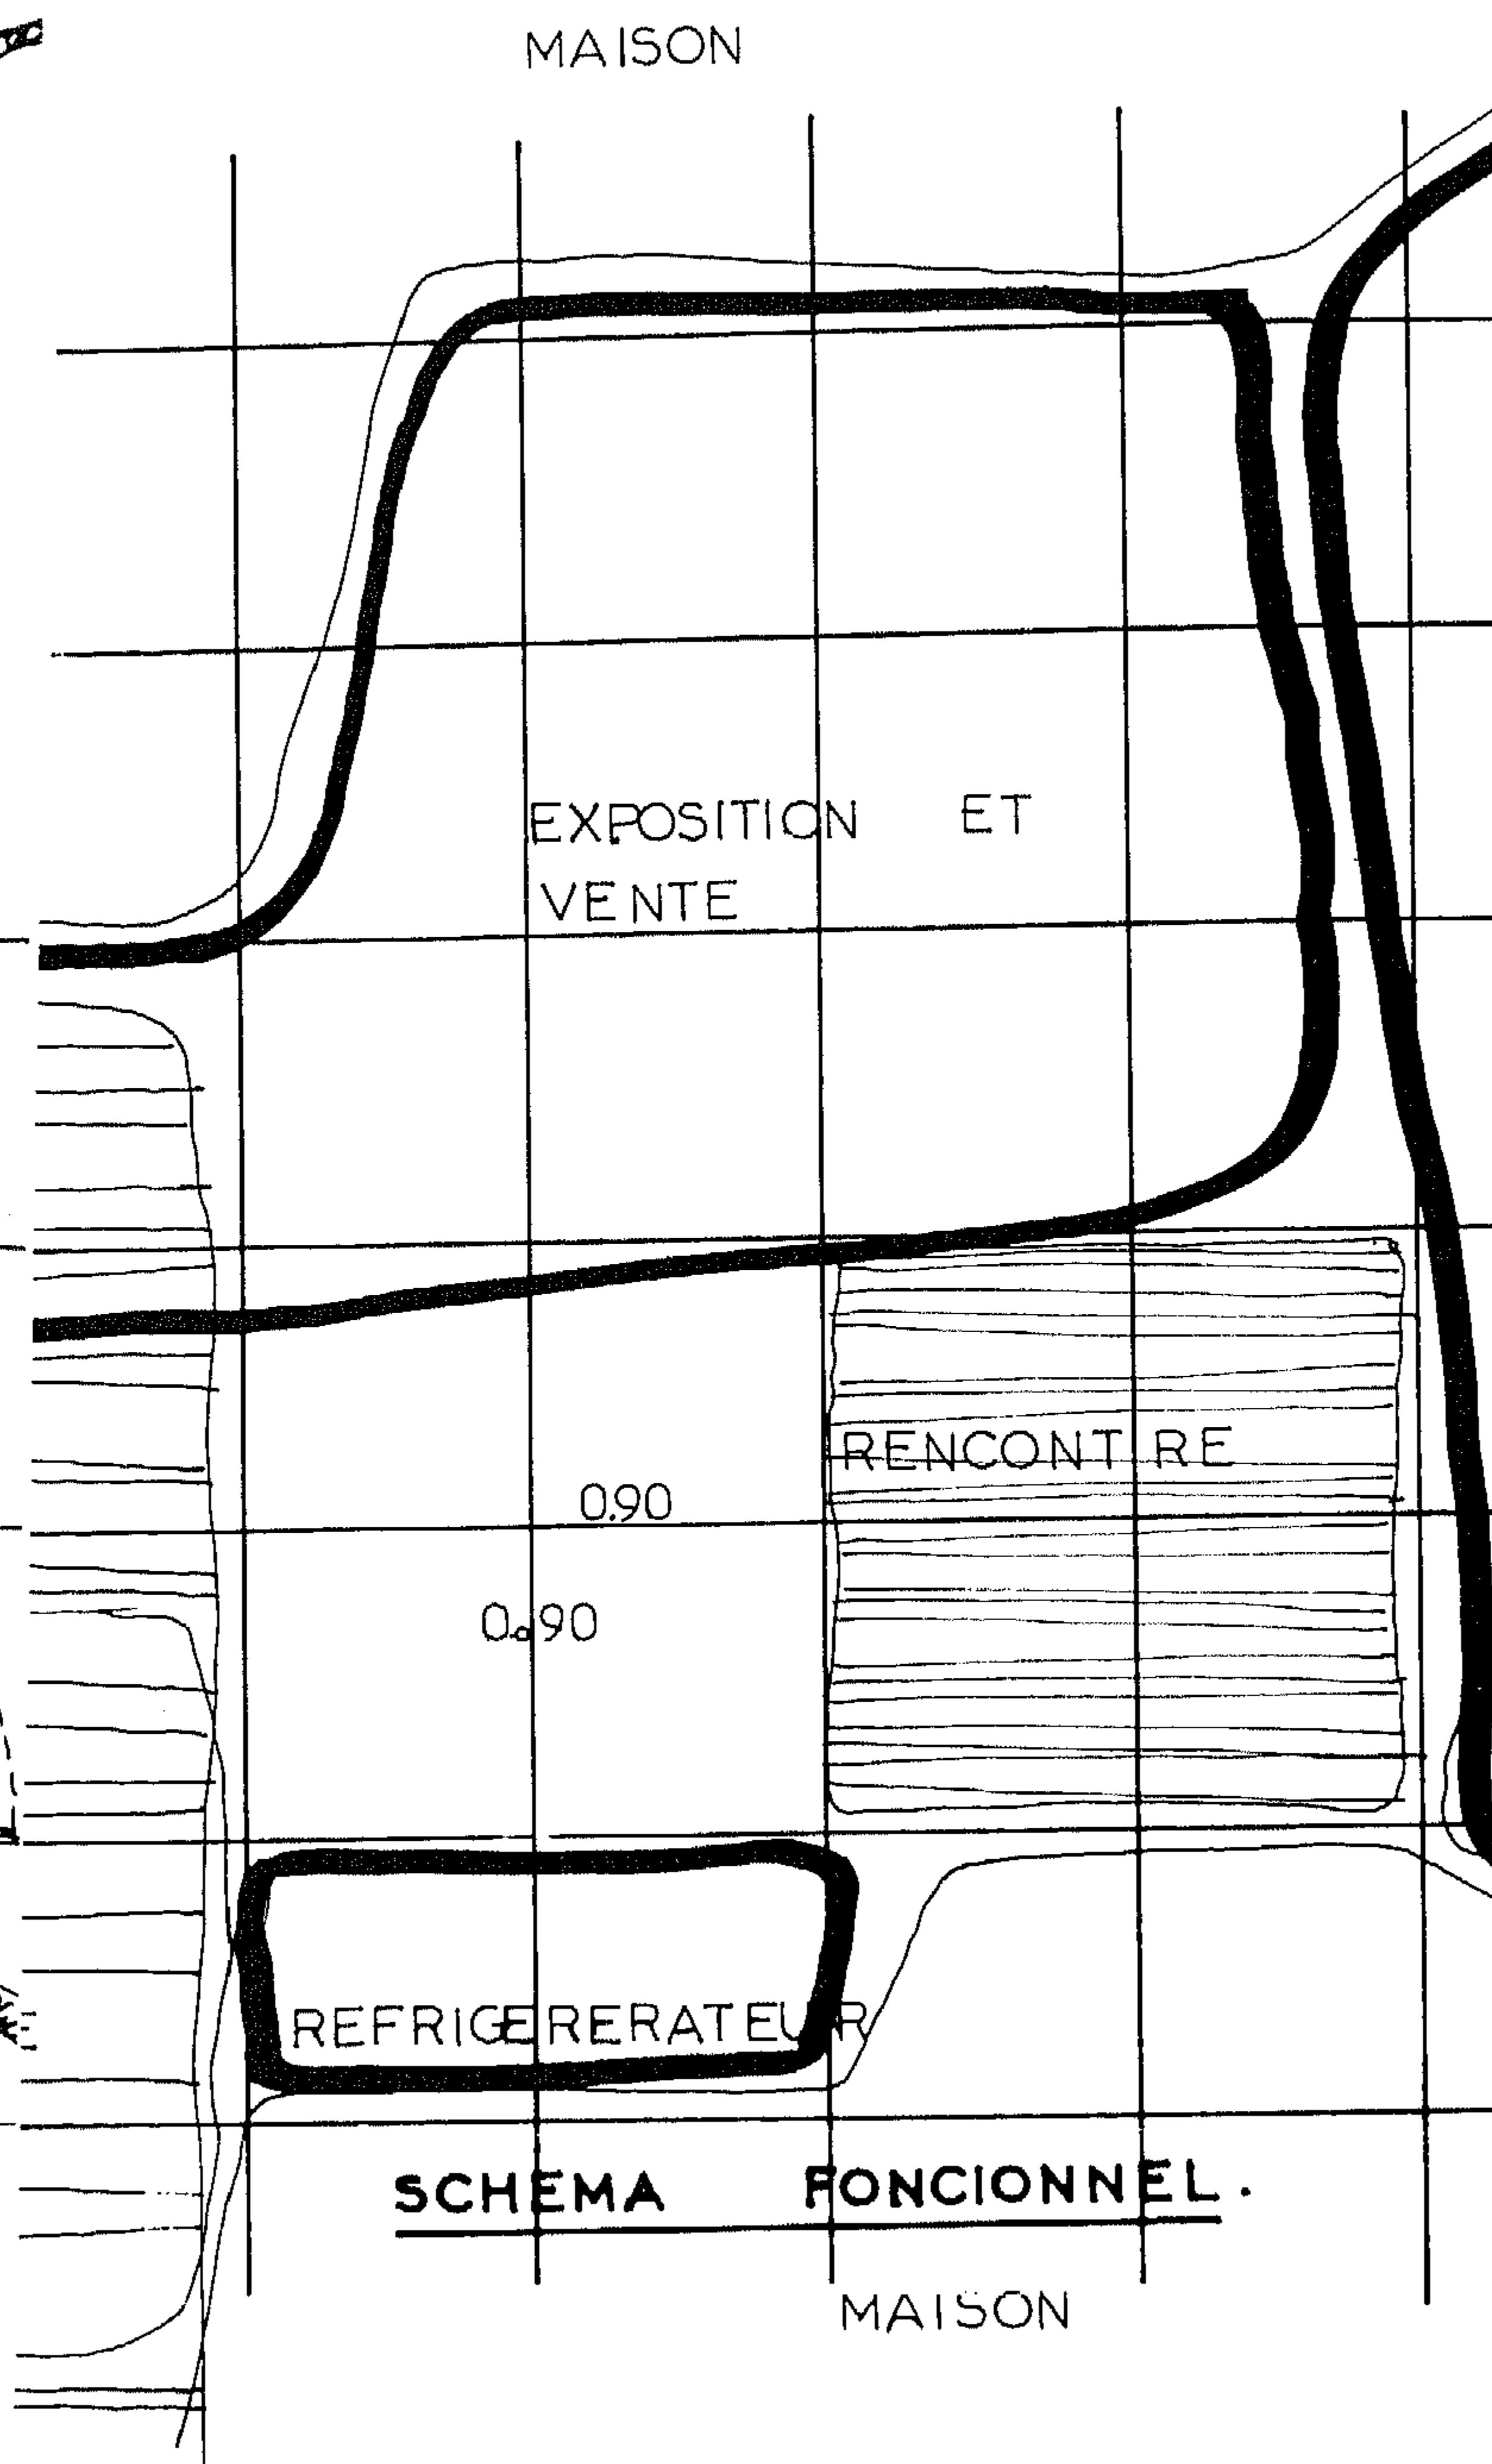 MAISON
EXPOSITION ET
VENTE
RENCONTRE
0.90
0.90
REFRIGERERATEUR
SCHEMA FONCIONNEL.
MAISON